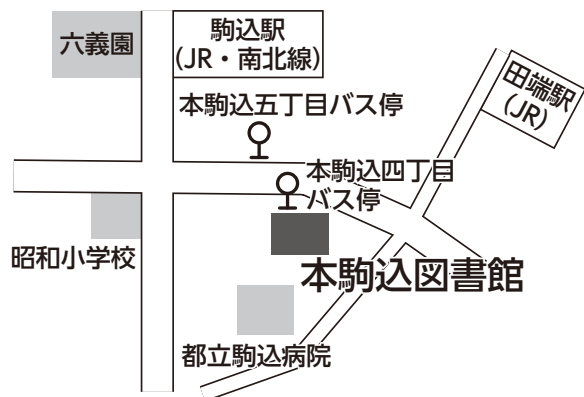 六義園
駒込駅
(JR・南北線)
田端駅
(JR)
本駒込五丁目バス停
本駒込四丁目
バス停
昭和小学校
本駒込図書館
都立駒込病院